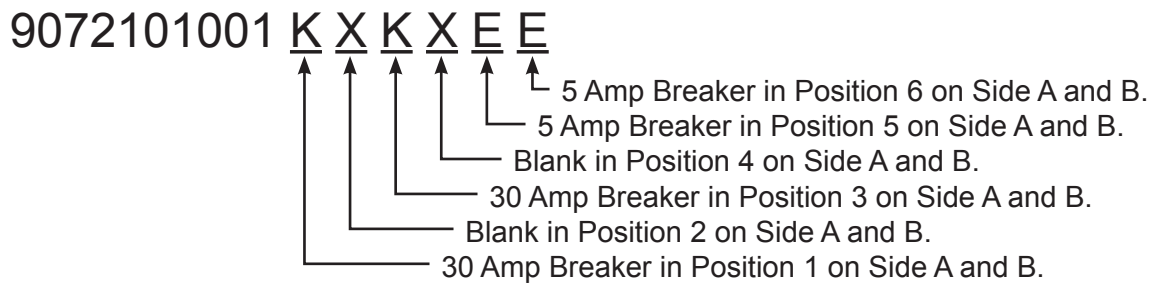 9072101001 K X K X E E
5 Amp Breaker in Position 6 on Side A and B.
5 Amp Breaker in Position 5 on Side A and B.
Blank in Position 4 on Side A and B.
30 Amp Breaker in Position 3 on Side A and B.
Blank in Position 2 on Side A and B.
30 Amp Breaker in Position 1 on Side A and B.